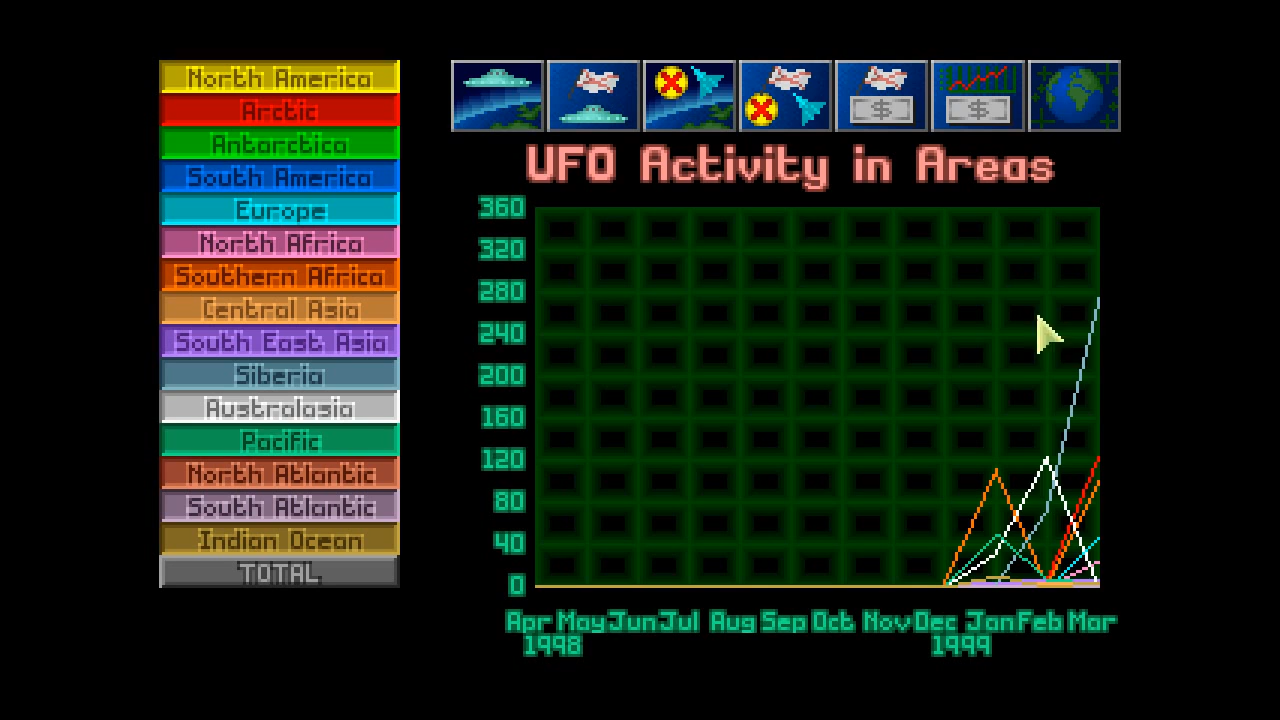 North America
Arctic
Antarctica
South America
Europe
North Africa
Southern Africa
Central Asia
South East Asia
Siberia
Australasia
Pacific
North Atlantic
South Atlantic
Indian Ocean
TOTAL
$ $
UFO Activity in Areas
360
320
280
240
200
160
120
80
40
0
Apr May Jun Jul Aug Sep Oct Nov Dec Jan Feb Mar
1998 1999